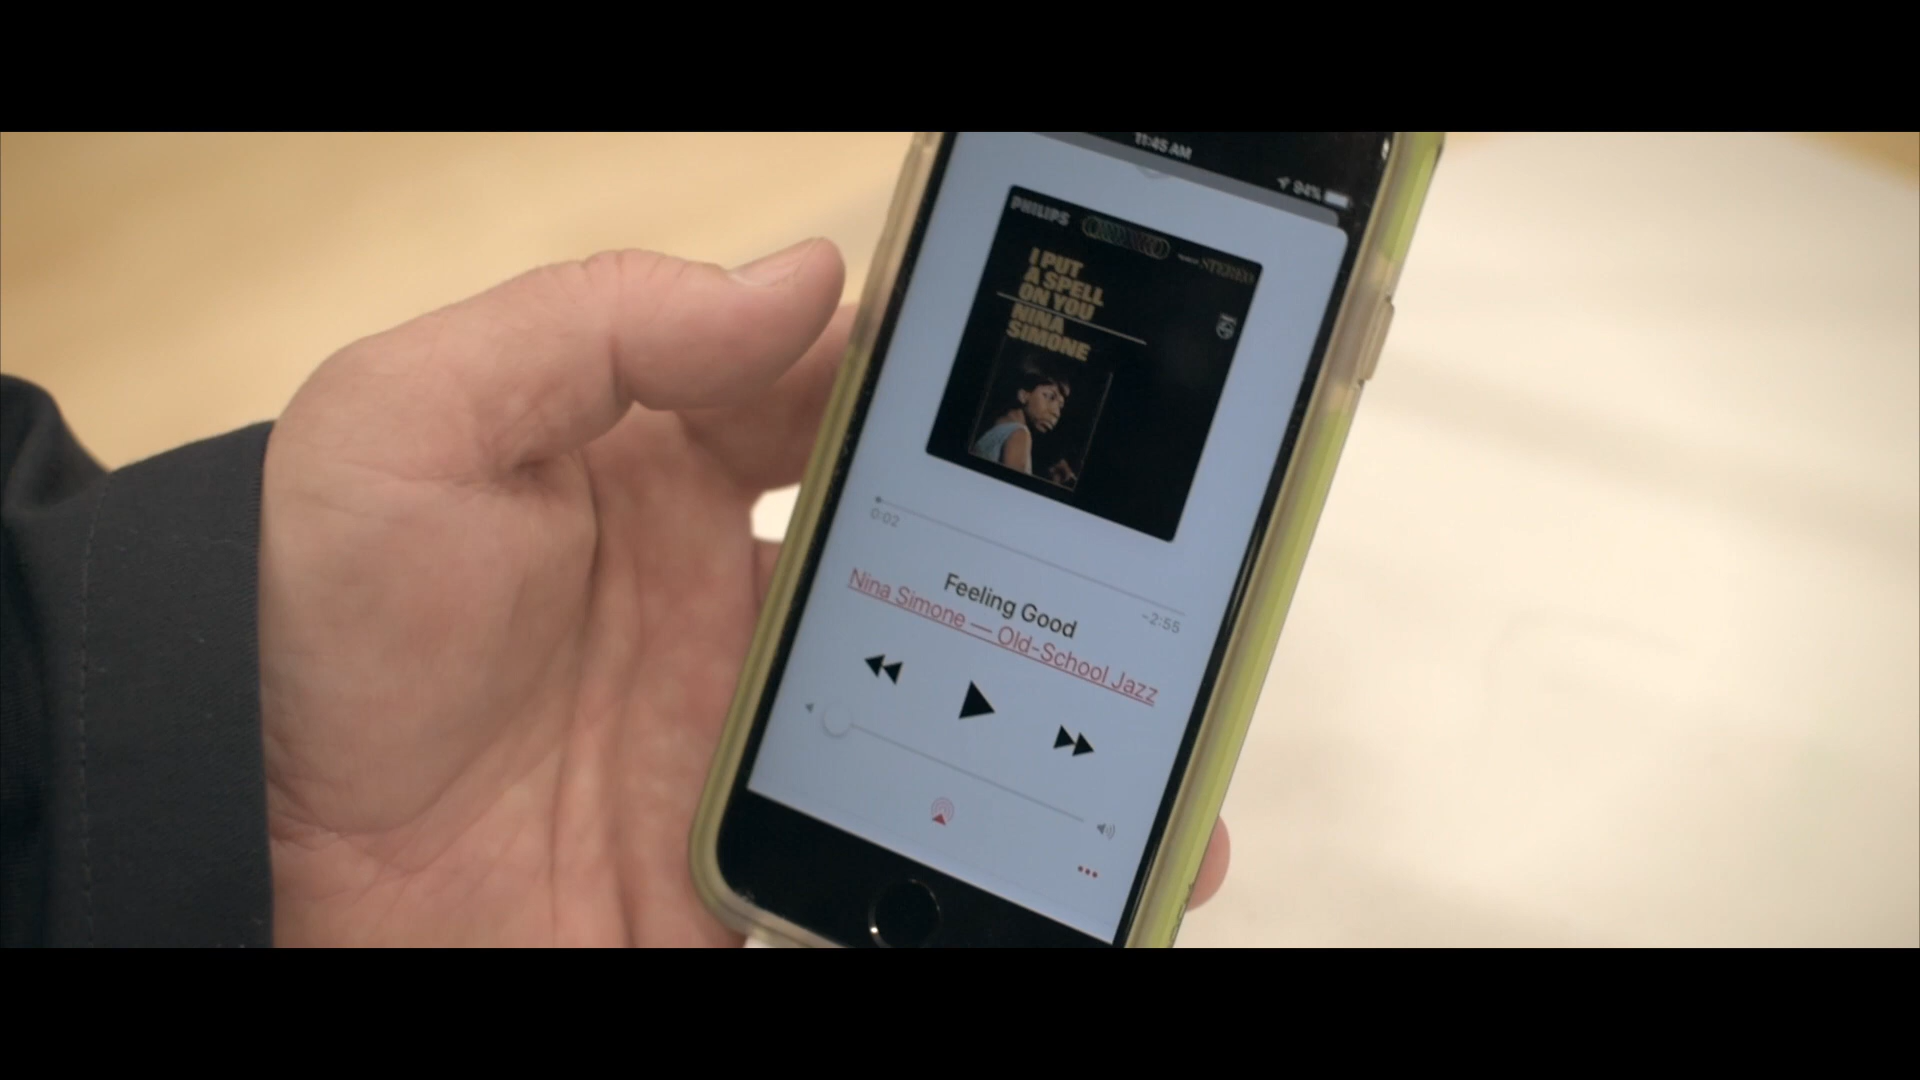 11:45 AM
94%
PHILIPS
STEREO
I PUT
A SPELL
ON YOU
NINA
SIMONE
0:02
-2:55
Feeling Good
Nina Simone — Old-School Jazz